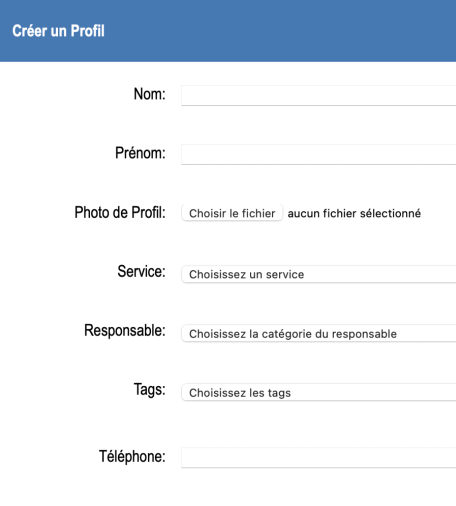 Créer un Profil
Nom:
Prénom:
Photo de Profil: Choisir le fichier aucun fichier sélectionné
Service: Choisissez un service
Responsable: Choisissez la catégorie du responsable
Tags: Choisissez les tags
Téléphone: